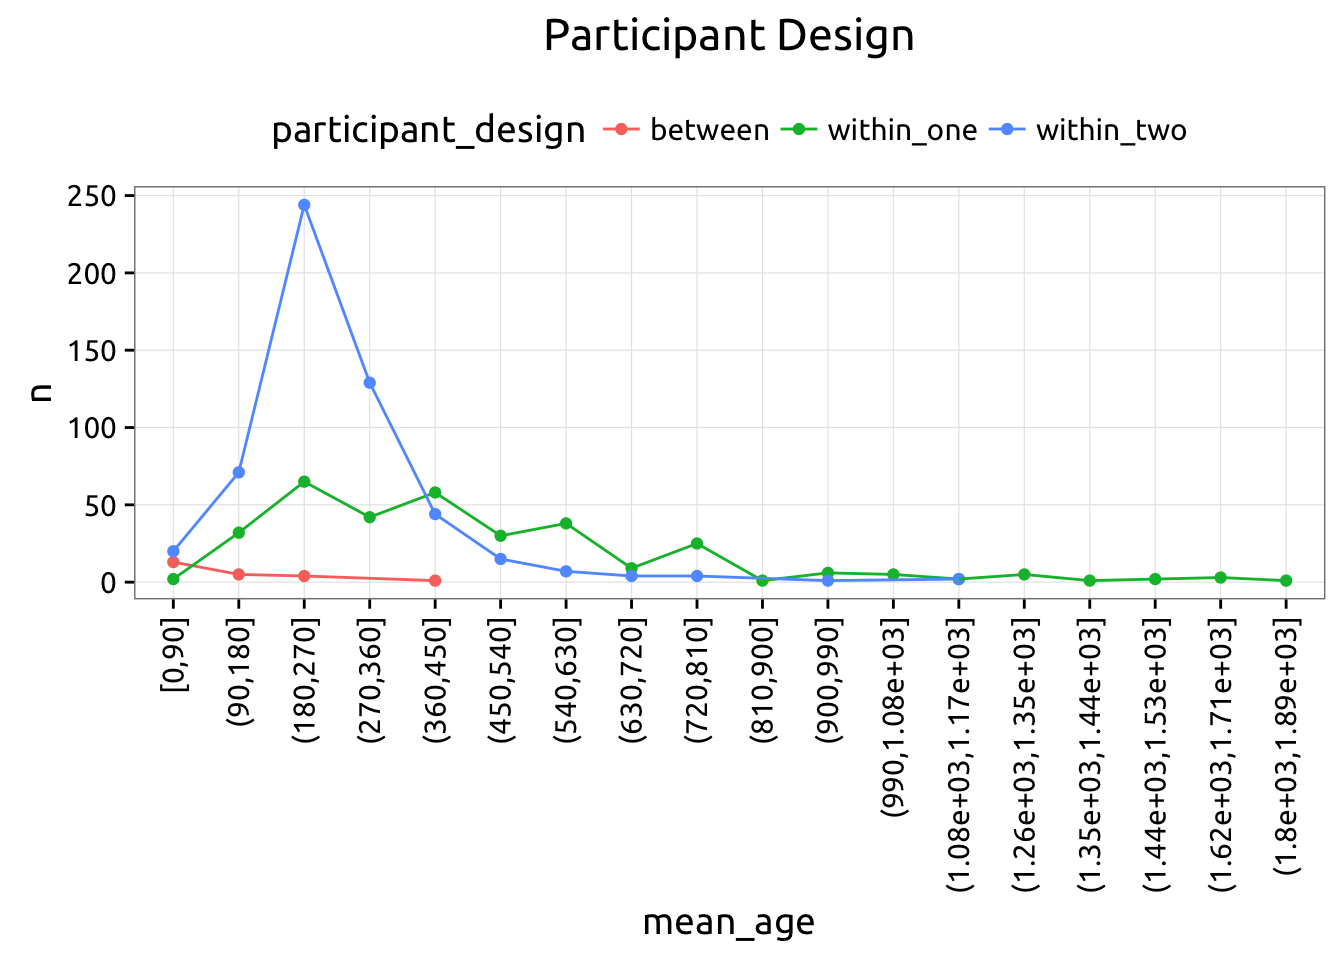 Participant Design
participant_design between within_one within_two
250
200
150
100
50
0
n
[0,90]
(90,180]
(180,270]
(270,360]
(360,450]
(450,540]
(540,630]
(630,720]
(720,810]
(810,900]
(900,990]
(990,1.08e+03]
(1.08e+03,1.17e+03]
(1.26e+03,1.35e+03]
(1.35e+03,1.44e+03]
(1.44e+03,1.53e+03]
(1.62e+03,1.71e+03]
(1.8e+03,1.89e+03]
mean_age